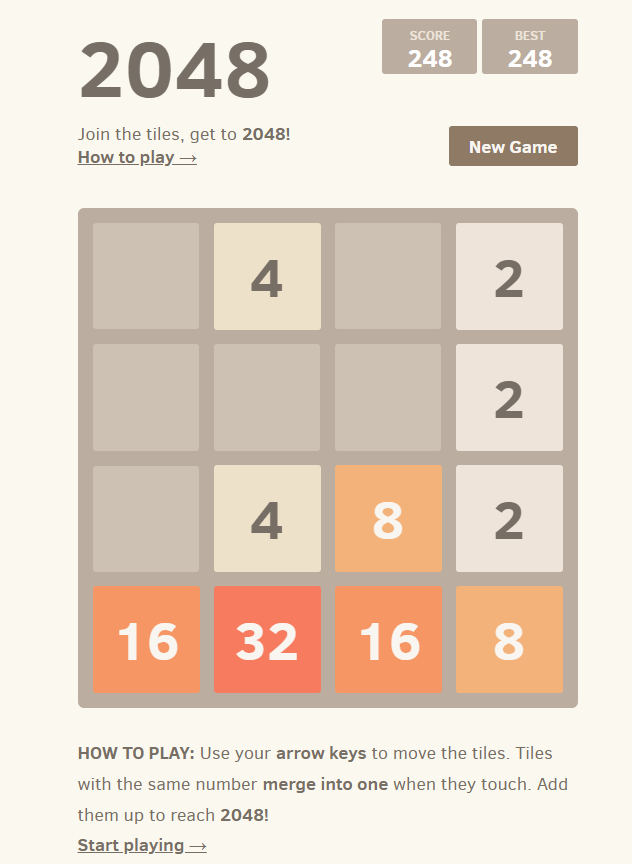 2048
SCORE
248
BEST
248
Join the tiles, get to 2048!
How to play →
New Game
4 2
2
4 8 2
16 32 16 8
HOW TO PLAY: Use your arrow keys to move the tiles. Tiles
with the same number merge into one when they touch. Add
them up to reach 2048!
Start playing →